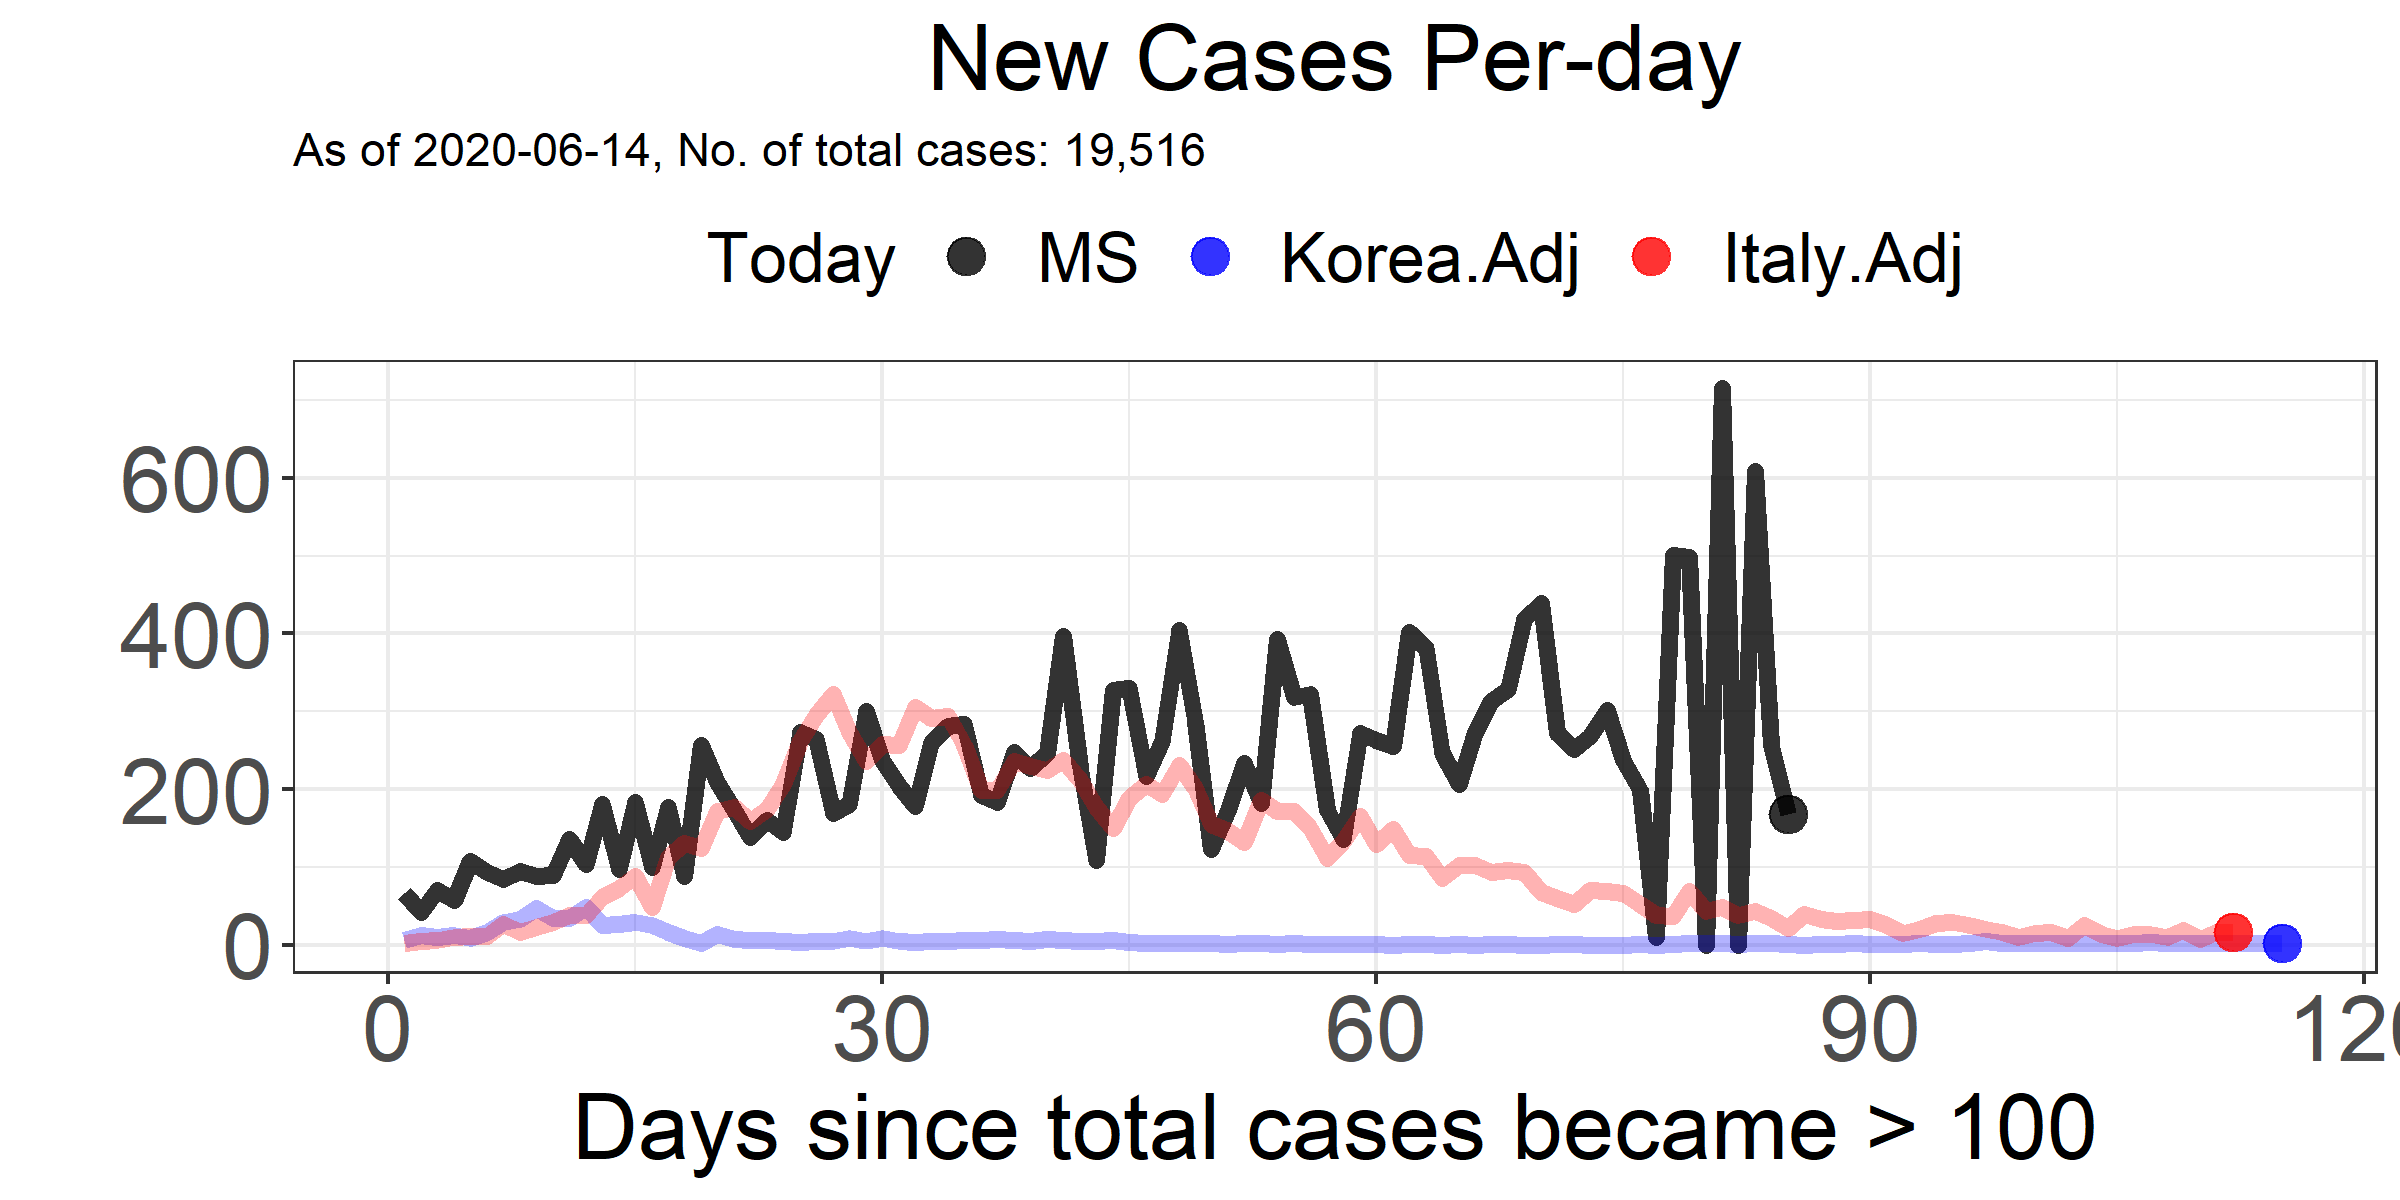 New Cases Per-day
As of 2020-06-14, No. of total cases: 19,516
Today MS Korea.Adj Italy.Adj
600
400
200
0
0 30 60 90 120
Days since total cases became > 100